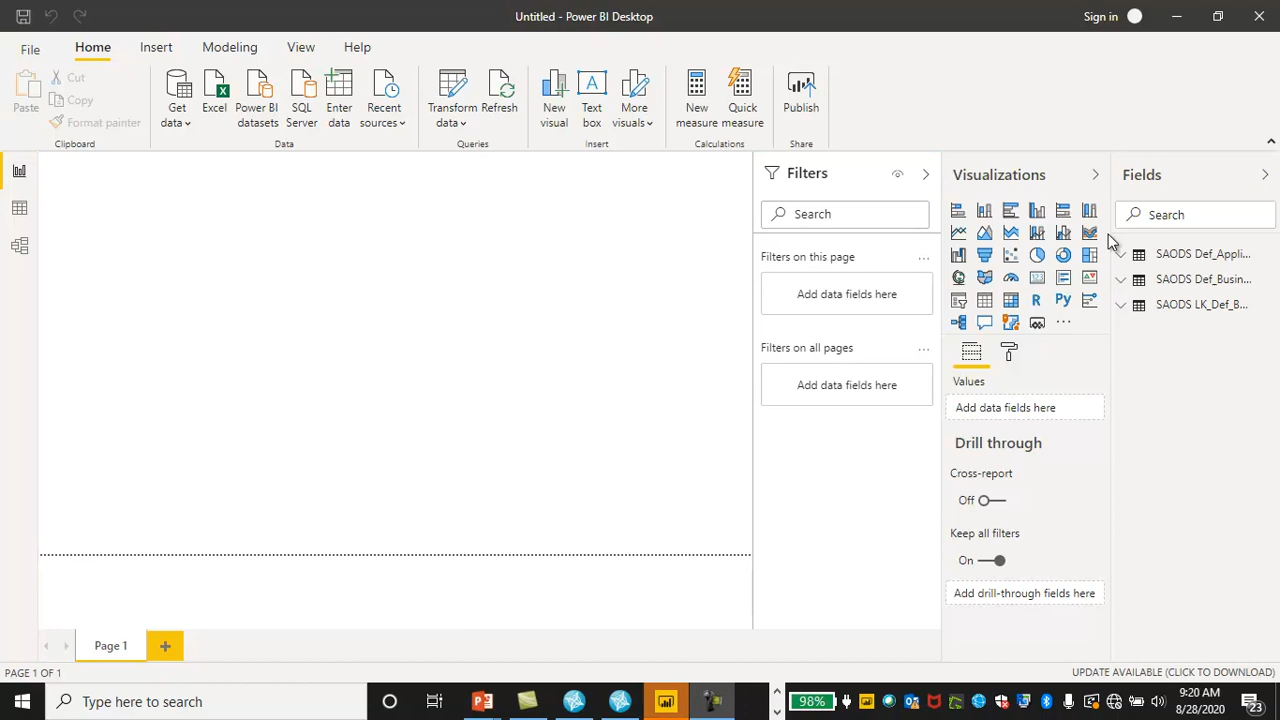 Untitled - Power BI Desktop
Sign in
File
Home
Insert
Modeling
View
Help
Paste
Cut
Copy
Format painter
Clipboard
Get data
Excel
Power BI datasets
SQL Server
Enter data
Recent sources
Data
Transform data
Refresh
Queries
New visual
Text box
More visuals
Insert
New measure
Quick measure
Calculations
Publish
Share
Filters
Search
Filters on this page
...
Add data fields here
Filters on all pages
...
Add data fields here
Visualizations
R
Py
...
Values
Add data fields here
Drill through
Cross-report
Off
Keep all filters
On
Add drill-through fields here
Fields
Search
SAODS Def_Appli...
SAODS Def_Busin...
SAODS LK_Def_B...
Page 1
PAGE 1 OF 1
UPDATE AVAILABLE (CLICK TO DOWNLOAD)
Type here to search
98%
9:20 AM
8/28/2020
23